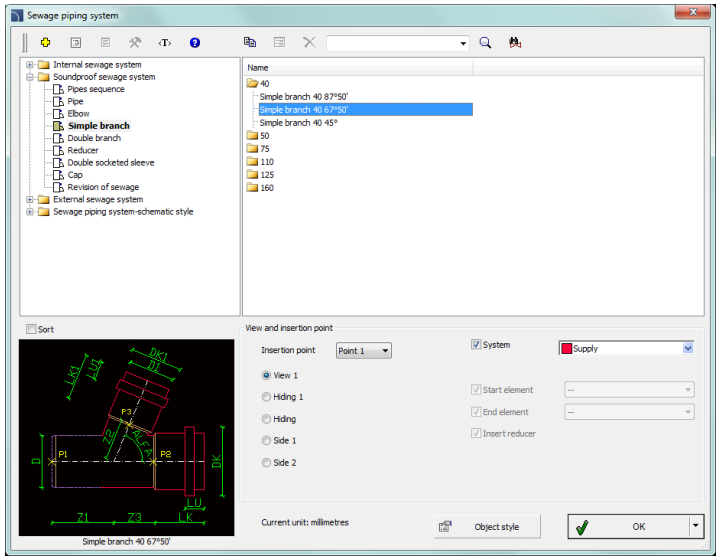 Sewage piping system
<T>
?
Internal sewage system
Soundproof sewage system
Pipes sequence
Pipe
Elbow
Simple branch
Double branch
Reducer
Double socketed sleeve
Cap
Revision of sewage
External sewage system
Sewage piping system-schematic style
Name
40
Simple branch 40 87°50'
Simple branch 40 67°50'
Simple branch 40 45°
50
75
110
125
160
Sort
DK1
D1
LK1
LU1
P3
Z2
ALFA
D
P1
P2
DK
LU
Z1
Z3
LK
Simple branch 40 67°50'
View and insertion point
Insertion point
Point 1
System
Supply
View 1
Hiding 1
Hiding
Side 1
Side 2
Start element
--
End element
--
Insert reducer
Current unit: millimetres
Object style
OK